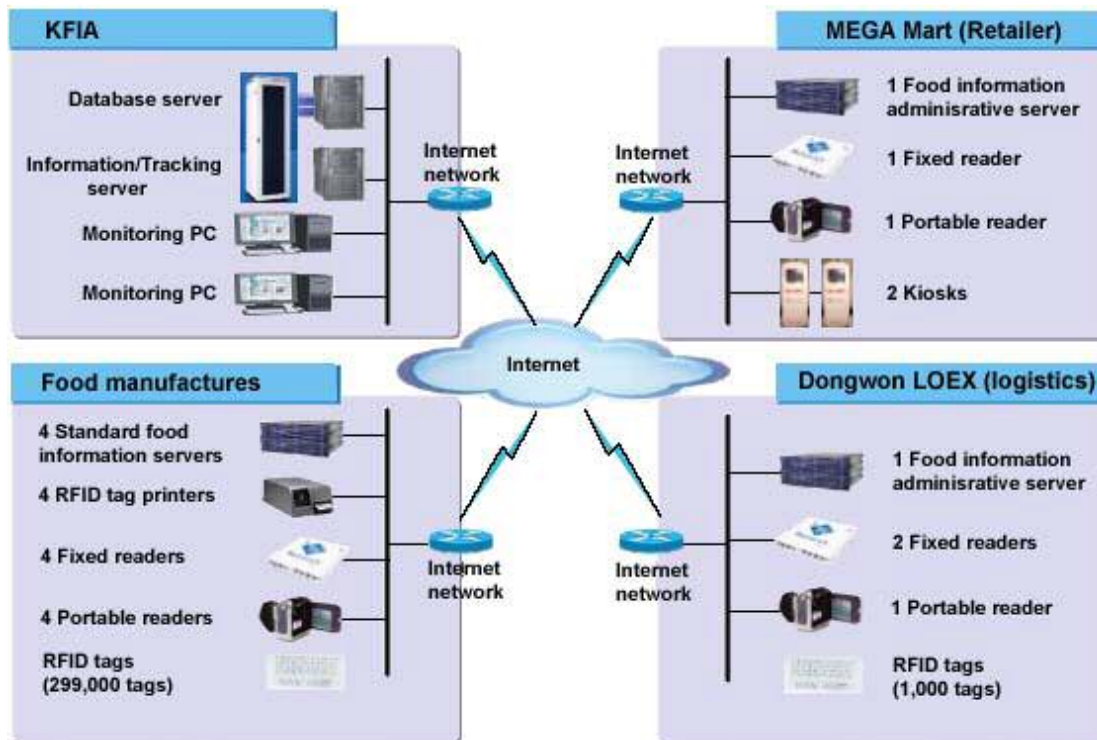 KFIA
Database server
Information/Tracking
server
Monitoring PC
Monitoring PC
Internet
network
MEGA Mart (Retailer)
1 Food information
adminisrative server
1 Fixed reader
1 Portable reader
2 Kiosks
Internet
network
Internet
Food manufactures
4 Standard food
information servers
4 RFID tag printers
4 Fixed readers
4 Portable readers
RFID tags
(299,000 tags)
Internet
network
Dongwon LOEX (logistics)
1 Food information
adminisrative server
2 Fixed readers
1 Portable reader
RFID tags
(1,000 tags)
Internet
network